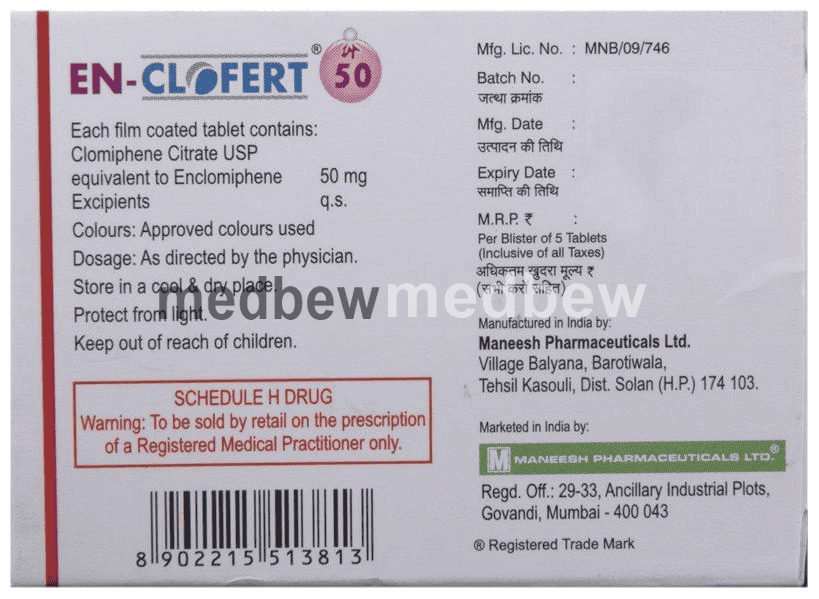 EN-CLOFERT® 50
Each film coated tablet contains:
Clomiphene Citrate USP
equivalent to Enclomiphene 50 mg
Excipients q.s.
Colours: Approved colours used
Dosage: As directed by the physician.
Store in a cool & dry place.
Protect from light.
Keep out of reach of children.
SCHEDULE H DRUG
Warning: To be sold by retail on the prescription
of a Registered Medical Practitioner only.
8 902215 513813
Mfg. Lic. No. : MNB/09/746
Batch No. :
जत्था क्रमांक
Mfg. Date :
उत्पादन की तिथि
Expiry Date :
समाप्ति की तिथि
M.R.P. ₹ :
Per Blister of 5 Tablets
(Inclusive of all Taxes)
अधिकतम खुदरा मूल्य ₹
(सभी करों सहित)
Manufactured in India by:
Maneesh Pharmaceuticals Ltd.
Village Balyana, Barotiwala,
Tehsil Kasouli, Dist. Solan (H.P.) 174 103.
Marketed in India by:
M MANEESH PHARMACEUTICALS LTD.®
Regd. Off.: 29-33, Ancillary Industrial Plots,
Govandi, Mumbai - 400 043
® Registered Trade Mark
medbew medbew